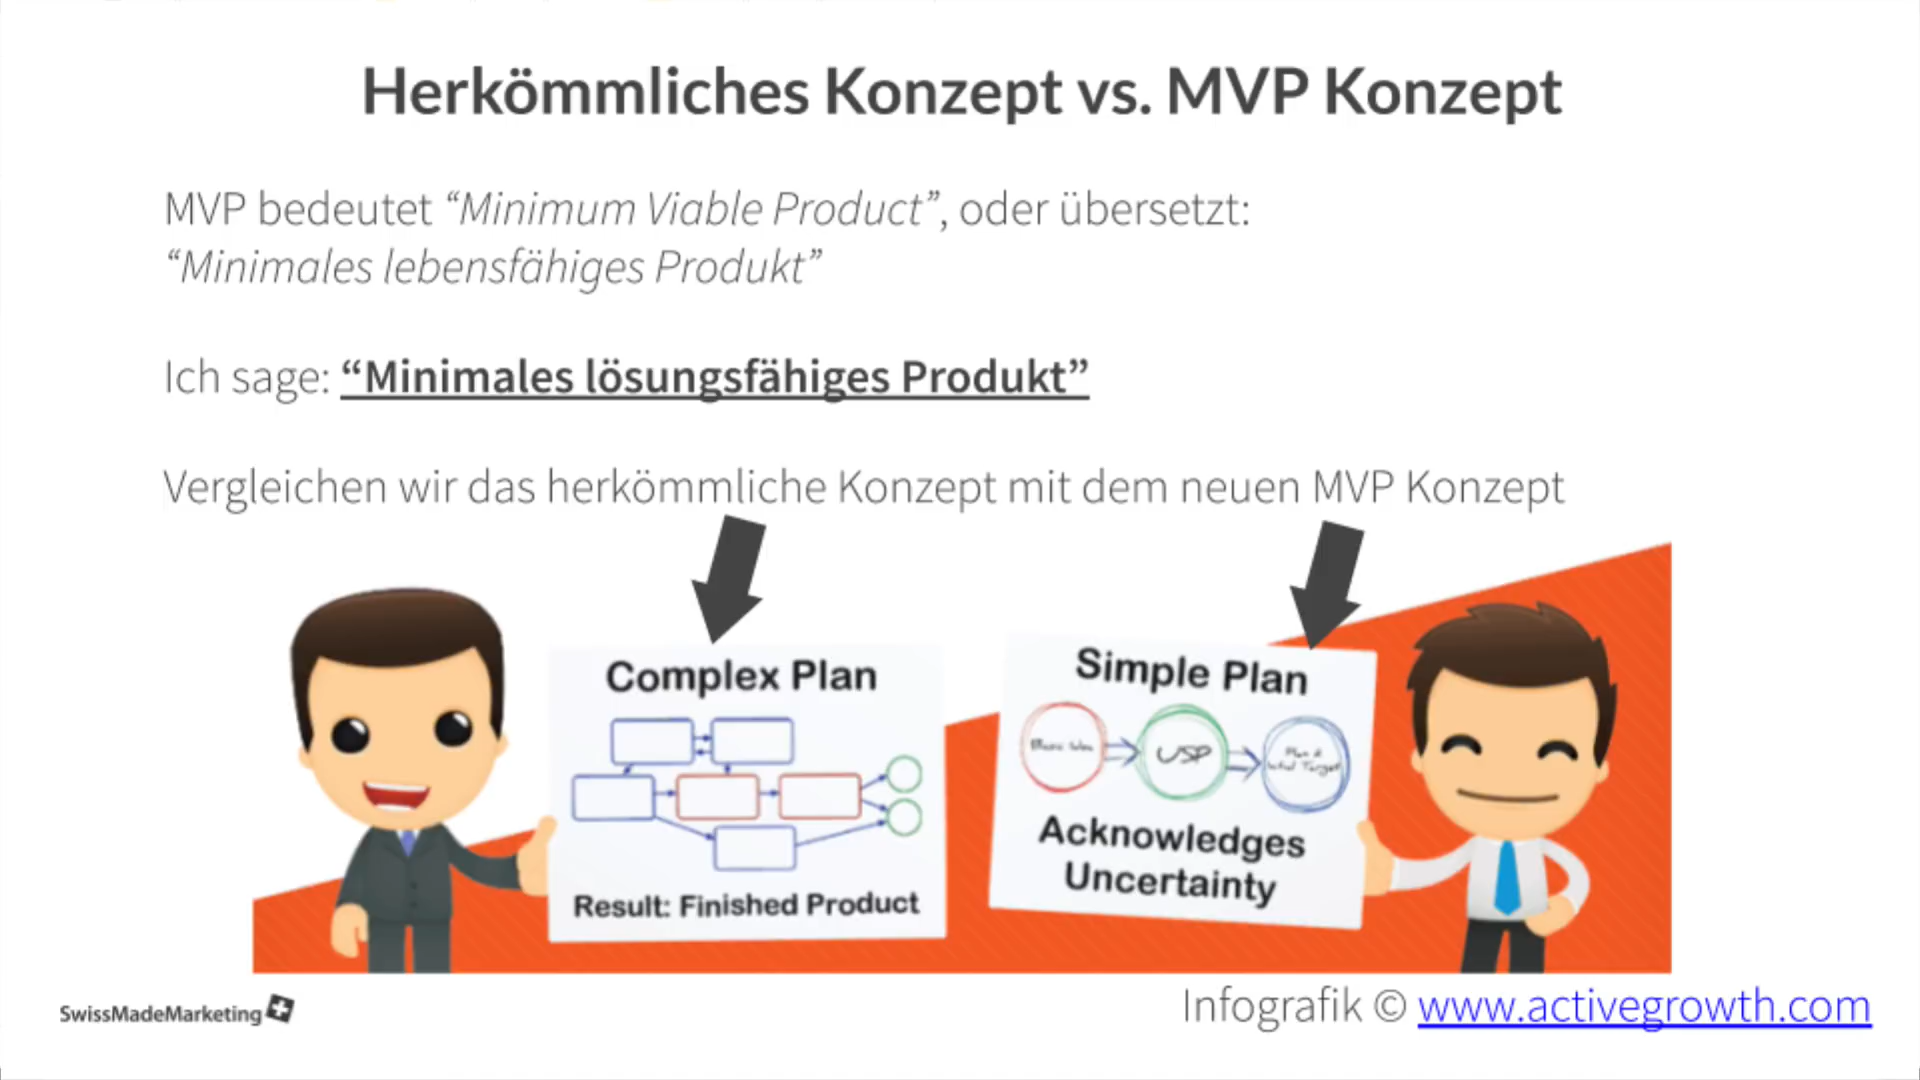 Herkömmliches Konzept vs. MVP Konzept
MVP bedeutet “Minimum Viable Product”, oder übersetzt:
“Minimales lebensfähiges Produkt”
Ich sage: “Minimales lösungsfähiges Produkt”
Vergleichen wir das herkömmliche Konzept mit dem neuen MVP Konzept
Complex Plan
Result: Finished Product
Simple Plan
USP
Target
Acknowledges
Uncertainty
SwissMadeMarketing
Infografik © www.activegrowth.com